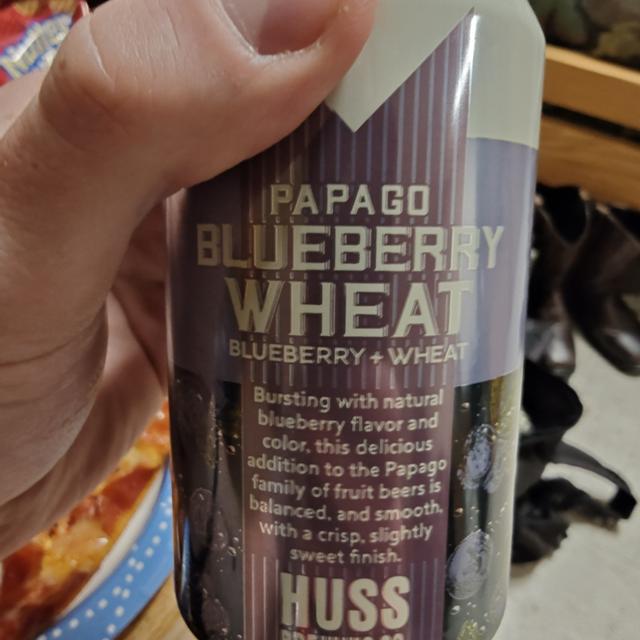 PAPAGO
BLUEBERRY
WHEAT
BLUEBERRY + WHEAT
Bursting with natural
blueberry flavor and
color, this delicious
addition to the Papago
family of fruit beers is
balanced, and smooth,
with a crisp, slightly
sweet finish.
HUSS